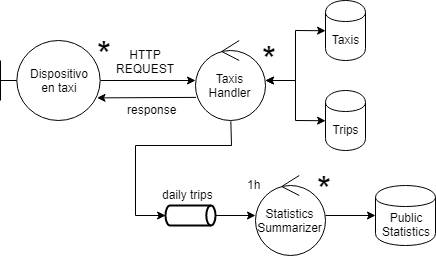 Dispositivo
en taxi
*
HTTP
REQUEST
response
Taxis
Handler
*
Taxis
Trips
daily trips
1h
Statistics
Summarizer
*
Public
Statistics